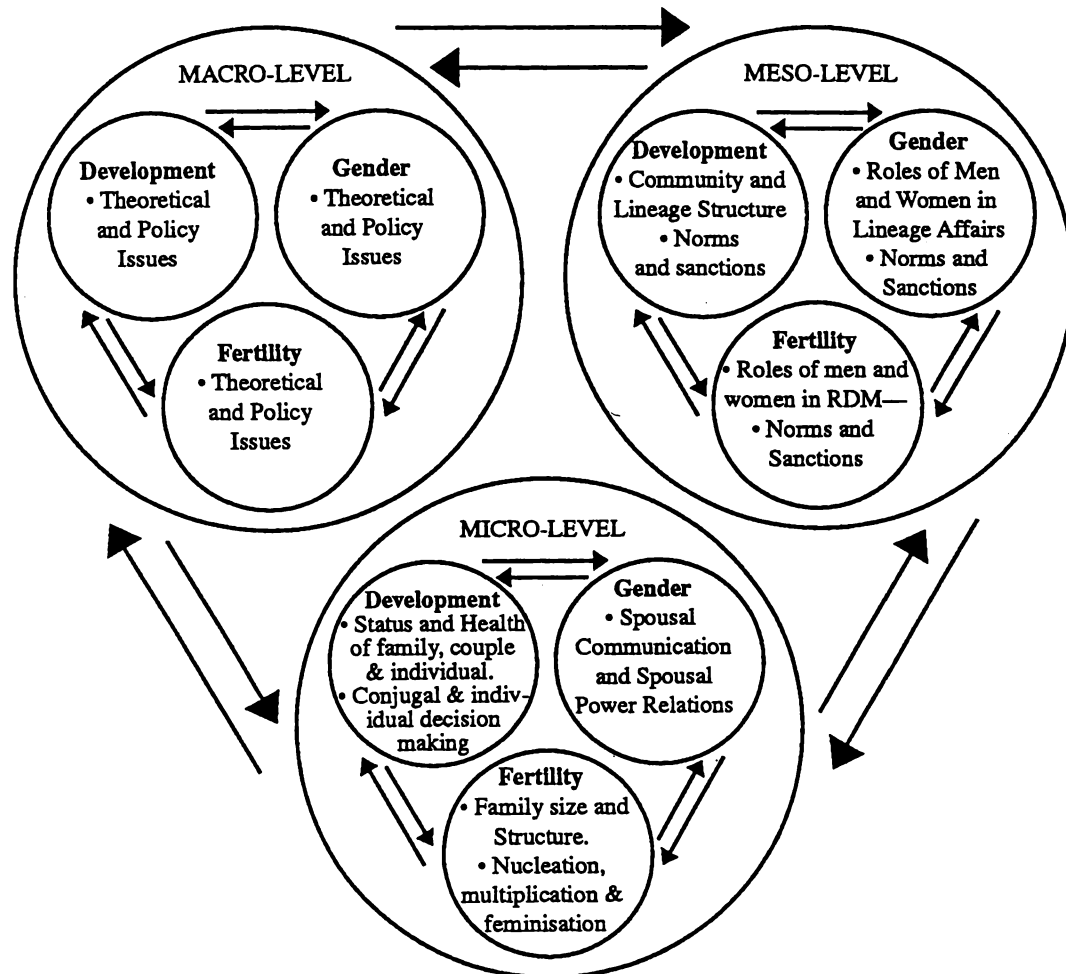 MACRO-LEVEL
Development
• Theoretical
and Policy
Issues
Gender
• Theoretical
and Policy
Issues
Fertility
• Theoretical
and Policy
Issues
MESO-LEVEL
Development
• Community and
Lineage Structure
• Norms
and sanctions
Gender
• Roles of Men
and Women in
Lineage Affairs
• Norms and
Sanctions
Fertility
• Roles of men and
women in RDM—
• Norms and
Sanctions
MICRO-LEVEL
Development
• Status and Health
of family, couple
& individual.
• Conjugal & indiv-
idual decision
making
Gender
• Spousal
Communication
and Spousal
Power Relations
Fertility
• Family size and
Structure.
• Nucleation,
multiplication &
feminisation